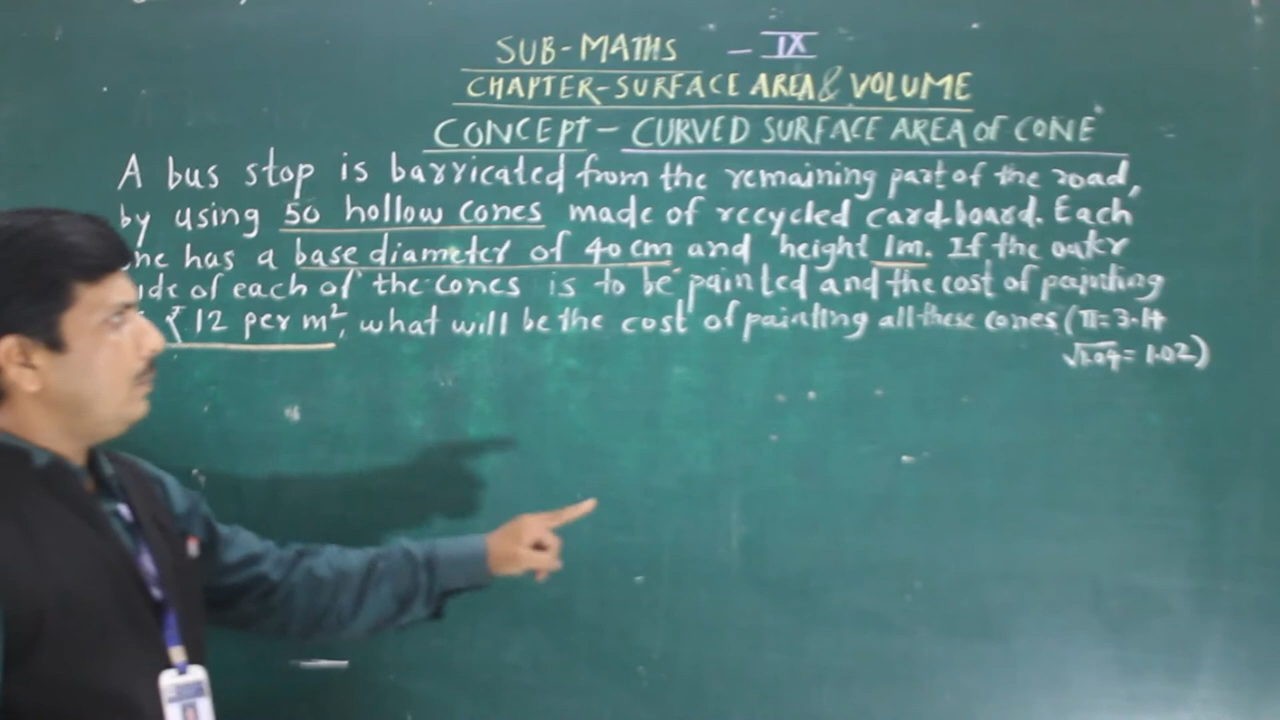 SUB-MATHS - IX
CHAPTER-SURFACE AREA & VOLUME
CONCEPT - CURVED SURFACE AREA OF CONE
A bus stop is barricated from the remaining part of the road,
by using 50 hollow cones made of recycled card-board. Each
has a base diameter of 40 cm and height 1m. If the outer
of each of the cones is to be painted and the cost of painting
₹ 12 per m², what will be the cost of painting all these cones (π = 3.14
√1.04 = 1.02)